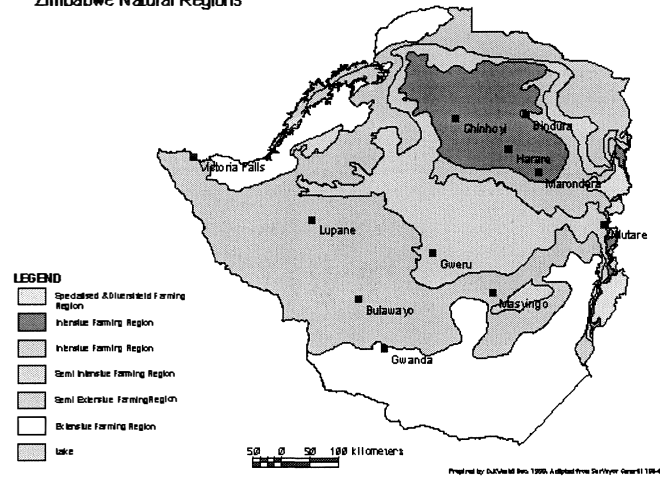 Zimbabwe Natural Regions
Chinhoyi
Bindura
Harare
Marondera
Victoria Falls
Lupane
Mutare
Gweru
Masvingo
Bulawayo
Gwanda
LEGEND
Specialised & Diversified Farming
Region
Intensive Farming Region
Intensive Farming Region
Semi Intensive Farming Region
Semi Extensive Farming Region
Extensive Farming Region
Lake
50 0 50 100 kilometers
Prepared by